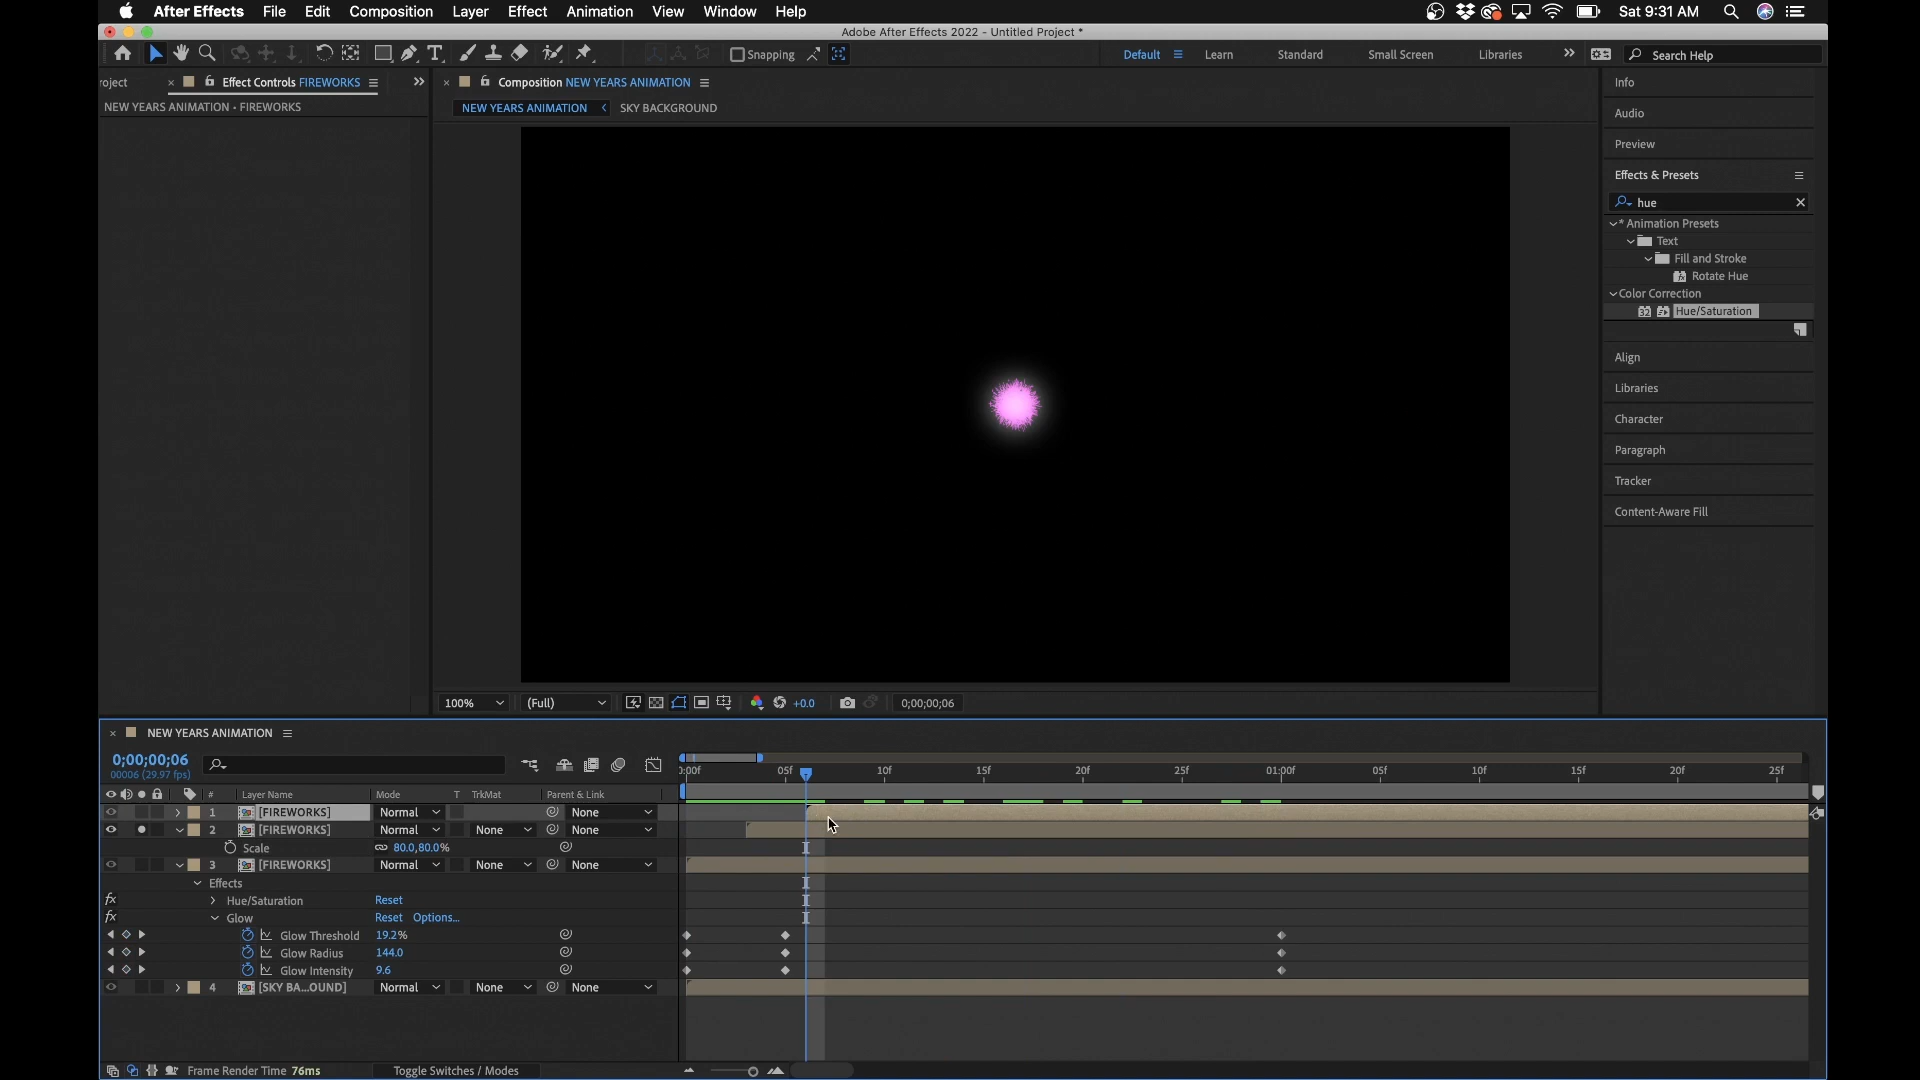 After Effects File Edit Composition Layer Effect Animation View Window Help Sat 9:31 AM
Adobe After Effects 2022 - Untitled Project *
Snapping Default Learn Standard Small Screen Libraries Search Help
roject Effect Controls FIREWORKS
NEW YEARS ANIMATION • FIREWORKS
Composition NEW YEARS ANIMATION
NEW YEARS ANIMATION SKY BACKGROUND
Info
Audio
Preview
Effects & Presets
hue
* Animation Presets
Text
Fill and Stroke
Rotate Hue
Color Correction
32 Hue/Saturation
Align
Libraries
Character
Paragraph
Tracker
Content-Aware Fill
100% (Full) +0.0 0;00;00;06
NEW YEARS ANIMATION
0;00;00;06
00006 (29.97 fps)
:00f 05f 10f 15f 20f 25f 01:00f 05f 10f 15f 20f 25f
# Layer Name Mode T TrkMat Parent & Link
1 [FIREWORKS] Normal None
2 [FIREWORKS] Normal None None
Scale 80.0,80.0%
3 [FIREWORKS] Normal None None
Effects
fx Hue/Saturation Reset
fx Glow Reset Options...
Glow Threshold 19.2%
Glow Radius 144.0
Glow Intensity 9.6
4 [SKY BA...OUND] Normal None None
Frame Render Time 76ms Toggle Switches / Modes